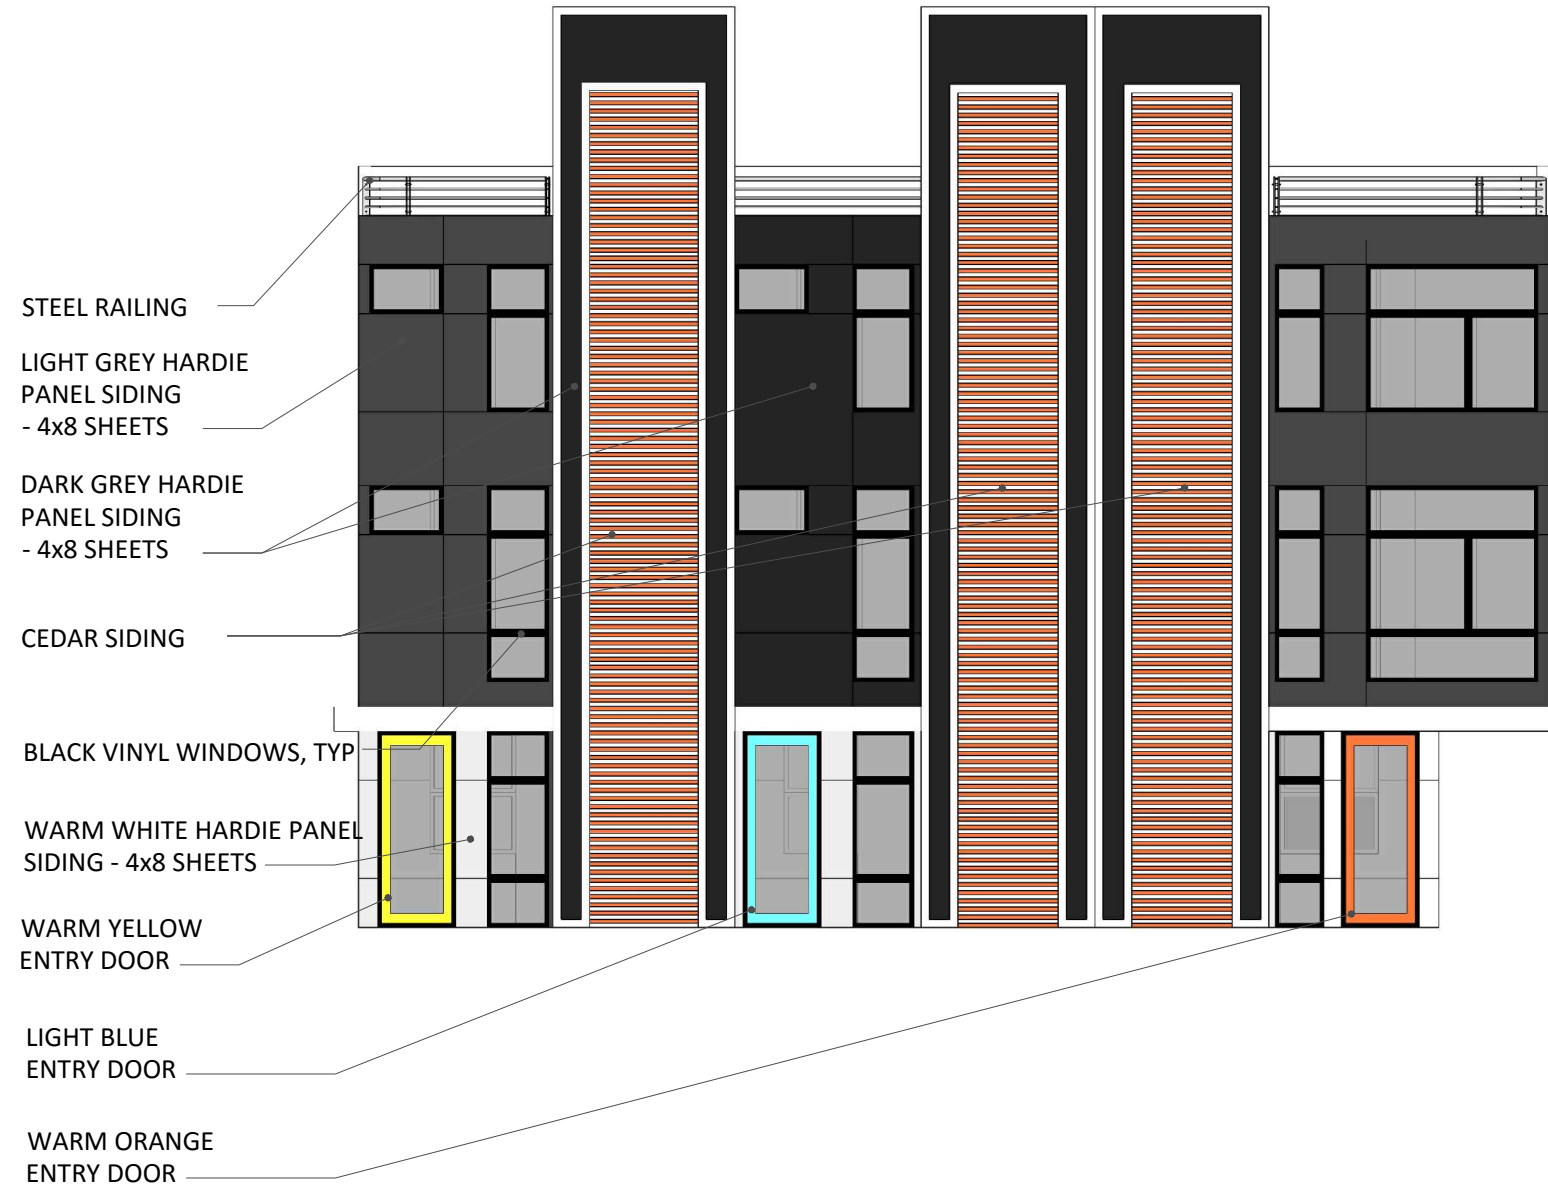 STEEL RAILING
LIGHT GREY HARDIE
PANEL SIDING
- 4x8 SHEETS
DARK GREY HARDIE
PANEL SIDING
- 4x8 SHEETS
CEDAR SIDING
BLACK VINYL WINDOWS, TYP
WARM WHITE HARDIE PANEL
SIDING - 4x8 SHEETS
WARM YELLOW
ENTRY DOOR
LIGHT BLUE
ENTRY DOOR
WARM ORANGE
ENTRY DOOR